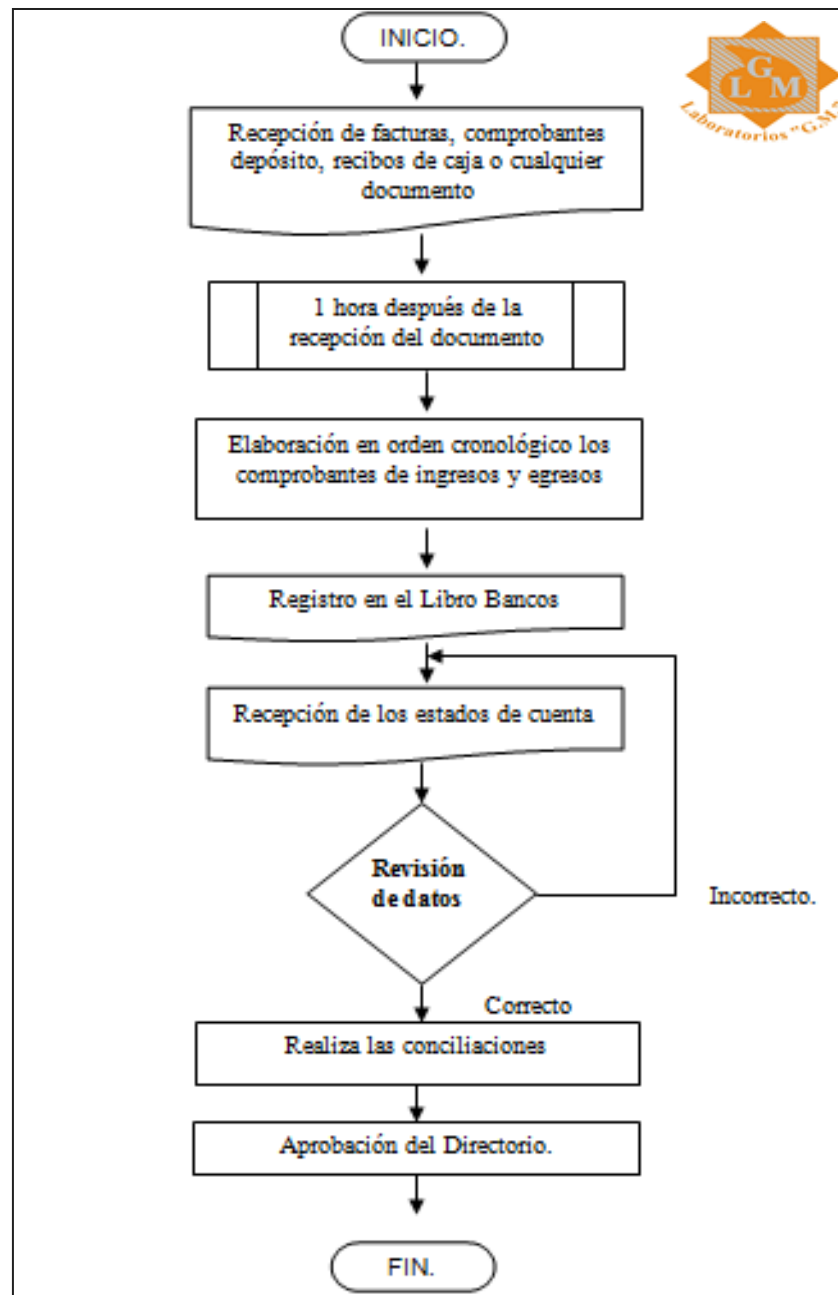 INICIO.
L G M
Laboratorios "G.M."
Recepción de facturas, comprobantes
depósito, recibos de caja o cualquier
documento
1 hora después de la
recepción del documento
Elaboración en orden cronológico los
comprobantes de ingresos y egresos
Registro en el Libro Bancos
Recepción de los estados de cuenta
Revisión
de datos
Incorrecto.
Correcto
Realiza las conciliaciones
Aprobación del Directorio.
FIN.